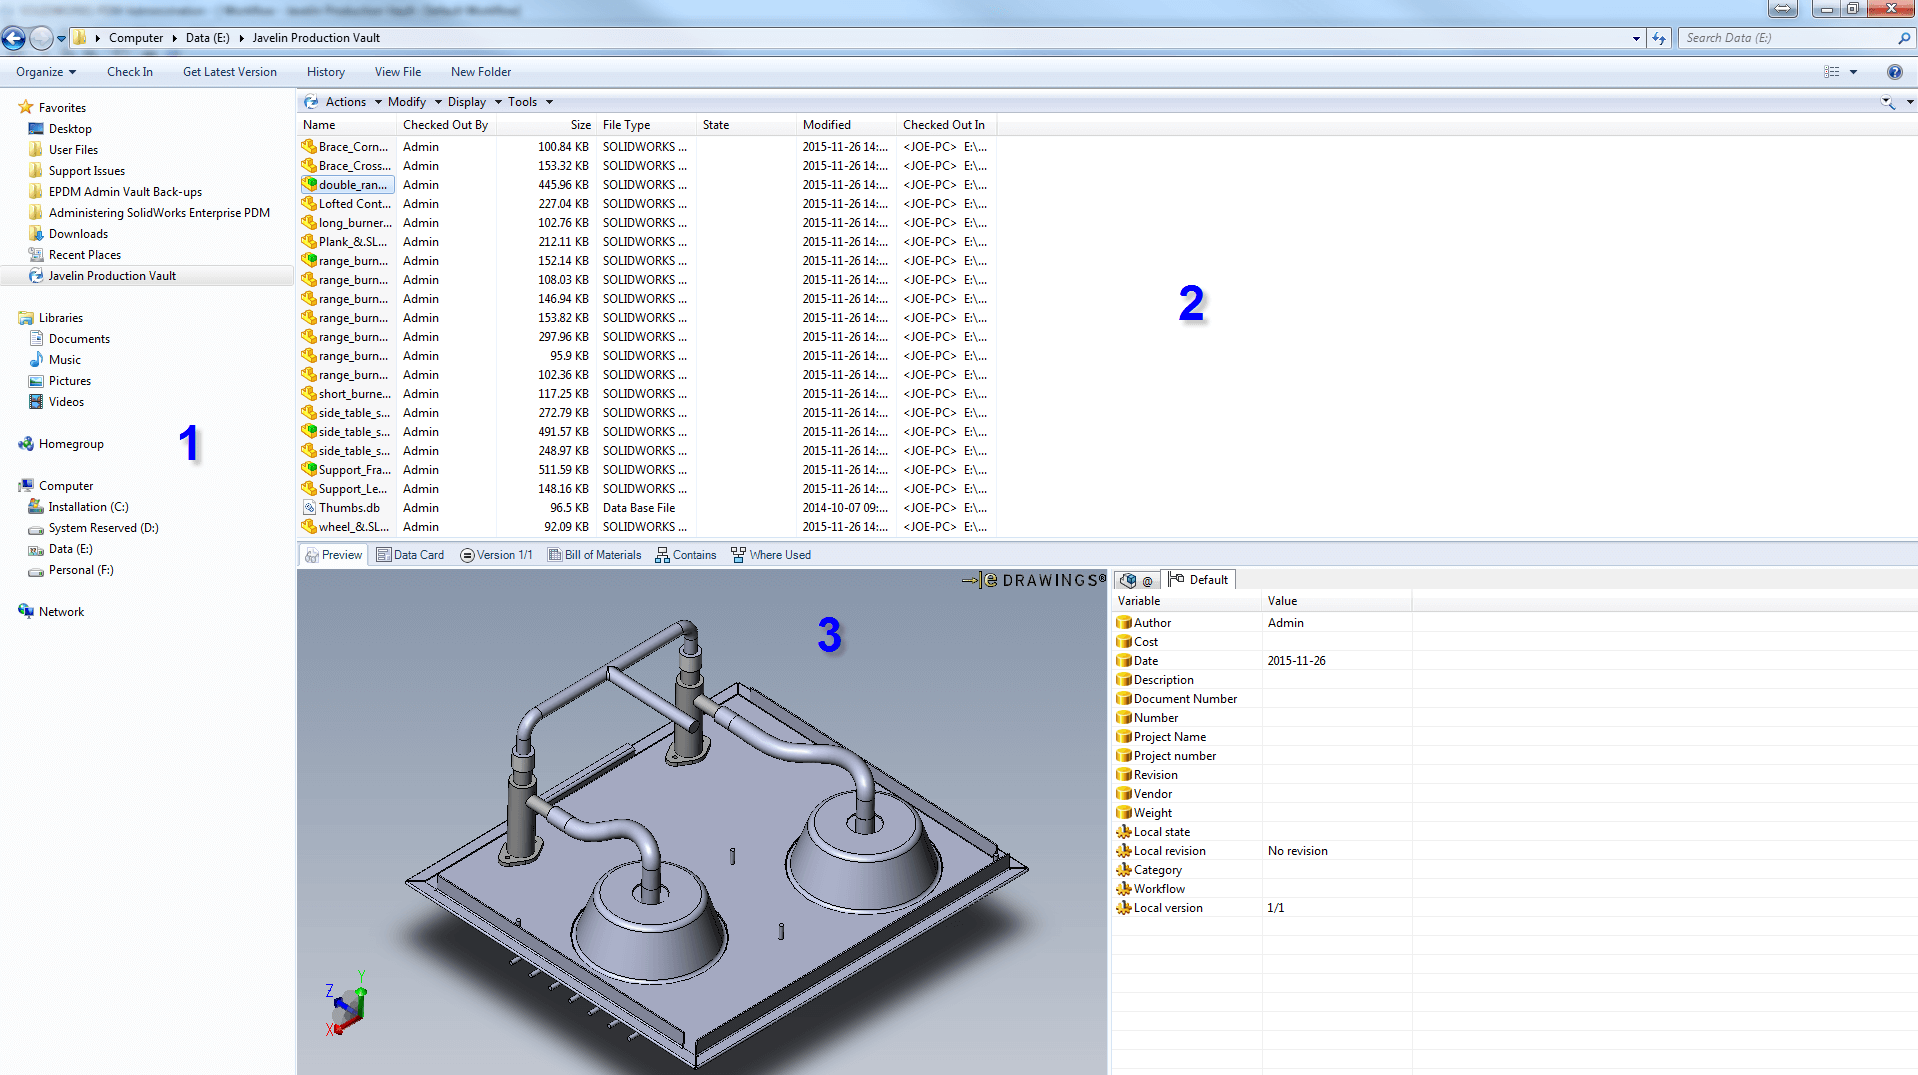 SOLIDWORKS PDM Administration - [Workflow - Javelin Production Vault (Default Workflow)]
Computer Data (E:) Javelin Production Vault Search Data (E:)
Organize Check In Get Latest Version History View File New Folder
Favorites
Desktop
User Files
Support Issues
EPDM Admin Vault Back-ups
Administering SolidWorks Enterprise PDM
Downloads
Recent Places
Javelin Production Vault
Libraries
Documents
Music
Pictures
Videos
Homegroup
1
Computer
Installation (C:)
System Reserved (D:)
Data (E:)
Personal (F:)
Network
Actions Modify Display Tools
Name Checked Out By Size File Type State Modified Checked Out In
Brace_Corn... Admin 100.84 KB SOLIDWORKS ... 2015-11-26 14:... <JOE-PC> E:\...
Brace_Cross... Admin 153.32 KB SOLIDWORKS ... 2015-11-26 14:... <JOE-PC> E:\...
double_ran... Admin 445.96 KB SOLIDWORKS ... 2015-11-26 14:... <JOE-PC> E:\...
Lofted Cont... Admin 227.04 KB SOLIDWORKS ... 2015-11-26 14:... <JOE-PC> E:\...
long_burner... Admin 102.76 KB SOLIDWORKS ... 2015-11-26 14:... <JOE-PC> E:\...
Plank_&.SL... Admin 212.11 KB SOLIDWORKS ... 2015-11-26 14:... <JOE-PC> E:\...
range_burn... Admin 152.14 KB SOLIDWORKS ... 2015-11-26 14:... <JOE-PC> E:\...
range_burn... Admin 108.03 KB SOLIDWORKS ... 2015-11-26 14:... <JOE-PC> E:\...
range_burn... Admin 146.94 KB SOLIDWORKS ... 2015-11-26 14:... <JOE-PC> E:\...
range_burn... Admin 153.82 KB SOLIDWORKS ... 2015-11-26 14:... <JOE-PC> E:\...
range_burn... Admin 297.96 KB SOLIDWORKS ... 2015-11-26 14:... <JOE-PC> E:\...
range_burn... Admin 95.9 KB SOLIDWORKS ... 2015-11-26 14:... <JOE-PC> E:\...
range_burn... Admin 102.36 KB SOLIDWORKS ... 2015-11-26 14:... <JOE-PC> E:\...
short_burne... Admin 117.25 KB SOLIDWORKS ... 2015-11-26 14:... <JOE-PC> E:\...
side_table_s... Admin 272.79 KB SOLIDWORKS ... 2015-11-26 14:... <JOE-PC> E:\...
side_table_s... Admin 491.57 KB SOLIDWORKS ... 2015-11-26 14:... <JOE-PC> E:\...
side_table_s... Admin 248.97 KB SOLIDWORKS ... 2015-11-26 14:... <JOE-PC> E:\...
Support_Fra... Admin 511.59 KB SOLIDWORKS ... 2015-11-26 14:... <JOE-PC> E:\...
Support_Le... Admin 148.16 KB SOLIDWORKS ... 2015-11-26 14:... <JOE-PC> E:\...
Thumbs.db Admin 96.5 KB Data Base File 2014-10-07 09:... <JOE-PC> E:\...
wheel_&.SL... Admin 92.09 KB SOLIDWORKS ... 2015-11-26 14:... <JOE-PC> E:\...
2
Preview Data Card Version 1/1 Bill of Materials Contains Where Used
e DRAWINGS®
3
Y
Z
X
@ Default
Variable Value
Author Admin
Cost
Date 2015-11-26
Description
Document Number
Number
Project Name
Project number
Revision
Vendor
Weight
Local state
Local revision No revision
Category
Workflow
Local version 1/1